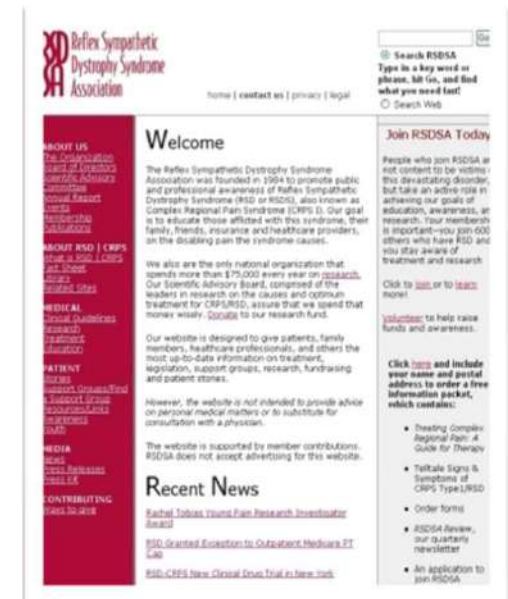 RSDSA
Reflex Sympathetic
Dystrophy Syndrome
Association
home | contact us | privacy | legal
Search RSDSA
Type in a key word or
phrase, hit Go, and find
what you need fast!
Search Web
ABOUT US
The Organization
Board of Directors
Scientific Advisory
Committee
Annual Report
Events
Membership
Publications
ABOUT RSD | CRPS
What is RSD | CRPS
Fact Sheet
Library
Related Sites
MEDICAL
Clinical Guidelines
Research
Treatment
Education
PATIENT
Stories
Support Groups/Find
a Support Group
Resources/Links
Awareness
Youth
MEDIA
News
Press Releases
Press Kit
CONTRIBUTING
Ways to give
Welcome
The Reflex Sympathetic Dystrophy Syndrome
Association was founded in 1984 to promote public
and professional awareness of Reflex Sympathetic
Dystrophy Syndrome (RSD or RSDS), also known as
Complex Regional Pain Syndrome (CRPS I). Our goal
is to educate those afflicted with this syndrome, their
family, friends, insurance and healthcare providers,
on the disabling pain the syndrome causes.
We also are the only national organization that
spends more than $75,000 every year on research.
Our Scientific Advisory Board, comprised of the
leaders in research on the causes and optimum
treatment for CRPS/RSD, assure that we spend that
money wisely. Donate to our research fund.
Our website is designed to give patients, family
members, healthcare professionals, and others the
most up-to-date information on treatment,
legislation, support groups, research, fundraising
and patient stories.
However, the website is not intended to provide advice
on personal medical matters or to substitute for
consultation with a physician.
The website is supported by member contributions.
RSDSA does not accept advertising for this website.
Recent News
Rachel Tobias Young Pain Research Investigator
Award
RSD Granted Exception to Outpatient Medicare PT
Cap
RSD-CRPS New Clinical Drug Trial in New York
Join RSDSA Today
People who join RSDSA ar
not content to be victims
this devastating disorder,
but take an active role in
achieving our goals of
education, awareness, an
research. Your membersh
is important—you join 600
others who have RSD and
you stay aware of
treatment and research
Click to join or to learn
more!
Volunteer to help raise
funds and awareness.
Click here and include
your name and postal
address to order a free
information packet,
which contains:
Treating Complex
Regional Pain: A
Guide for Therapy
Telltale Signs &
Symptoms of
CRPS Type1/RSD
Order forms
RSDSA Review,
our quarterly
newsletter
An application to
join RSDSA